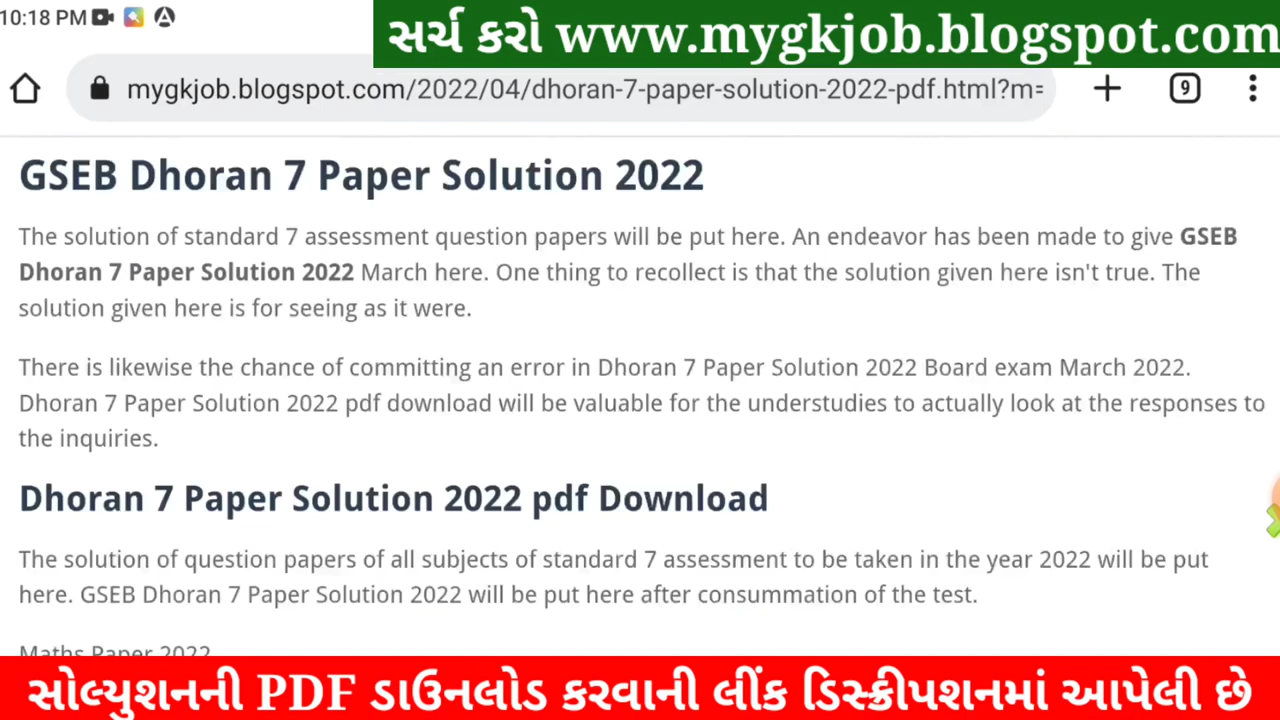 10:18 PM
સર્ચ કરો www.mygkjob.blogspot.com
mygkjob.blogspot.com/2022/04/dhoran-7-paper-solution-2022-pdf.html?m=
9
GSEB Dhoran 7 Paper Solution 2022
The solution of standard 7 assessment question papers will be put here. An endeavor has been made to give GSEB
Dhoran 7 Paper Solution 2022 March here. One thing to recollect is that the solution given here isn't true. The
solution given here is for seeing as it were.
There is likewise the chance of committing an error in Dhoran 7 Paper Solution 2022 Board exam March 2022.
Dhoran 7 Paper Solution 2022 pdf download will be valuable for the understudies to actually look at the responses to
the inquiries.
Dhoran 7 Paper Solution 2022 pdf Download
The solution of question papers of all subjects of standard 7 assessment to be taken in the year 2022 will be put
here. GSEB Dhoran 7 Paper Solution 2022 will be put here after consummation of the test.
Maths Paper 2022
સોલ્યુશનની PDF ડાઉનલોડ કરવાની લીંક ડિસ્ક્રીપશનમાં આપેલી છે